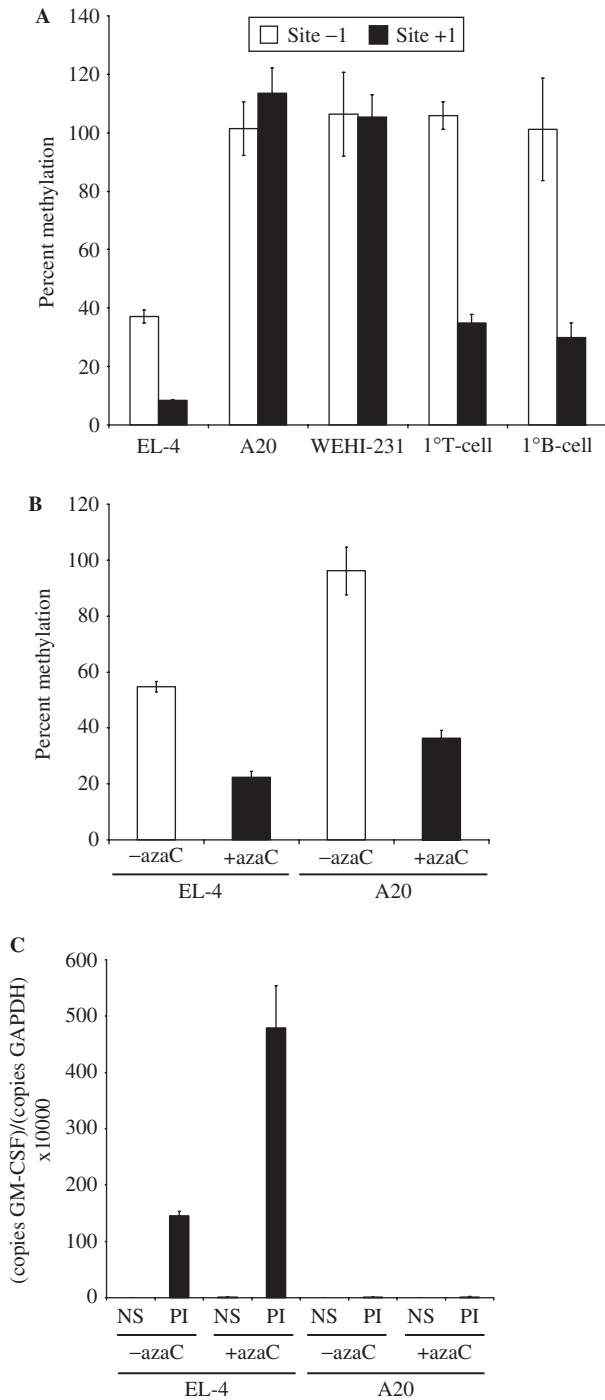 A
Site −1 Site +1
140
120
100
80
60
40
20
0
Percent methylation
EL-4 A20 WEHI-231 1°T-cell 1°B-cell
B
120
100
80
60
40
20
0
Percent methylation
−azaC +azaC −azaC +azaC
EL-4 A20
C
600
500
400
300
200
100
0
(copies GM-CSF)/(copies GAPDH)
x10000
NS PI NS PI NS PI NS PI
−azaC +azaC −azaC +azaC
EL-4 A20